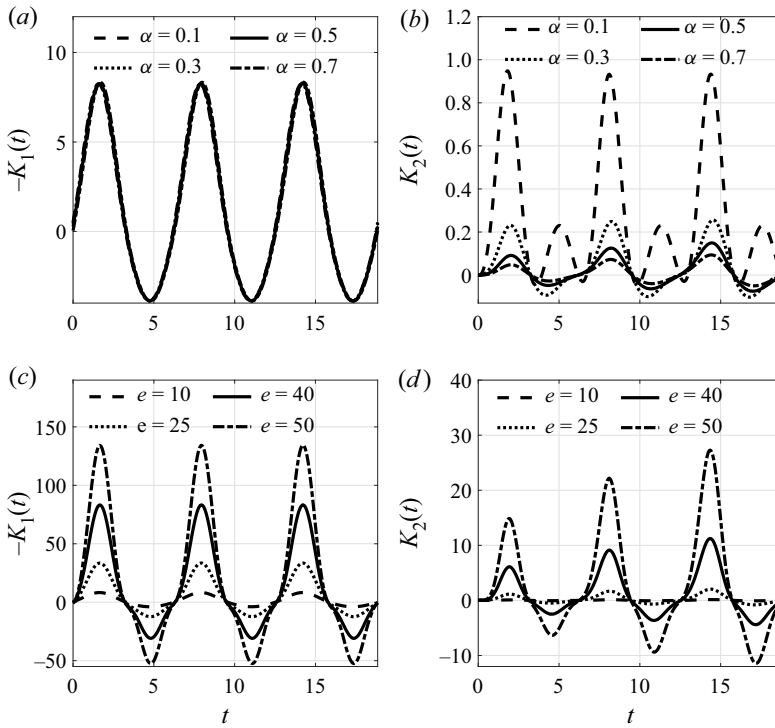 (a)
α = 0.1 α = 0.5
α = 0.3 α = 0.7
10
5
0
–K1(t)
0 5 10 15
(b)
α = 0.1 α = 0.5
α = 0.3 α = 0.7
1.2
1.0
0.8
0.6
0.4
0.2
0
K2(t)
0 5 10 15
(c)
e = 10 e = 40
e = 25 e = 50
150
100
50
0
–50
–K1(t)
0 5 10 15
t
(d)
e = 10 e = 40
e = 25 e = 50
40
30
20
10
0
–10
K2(t)
0 5 10 15
t